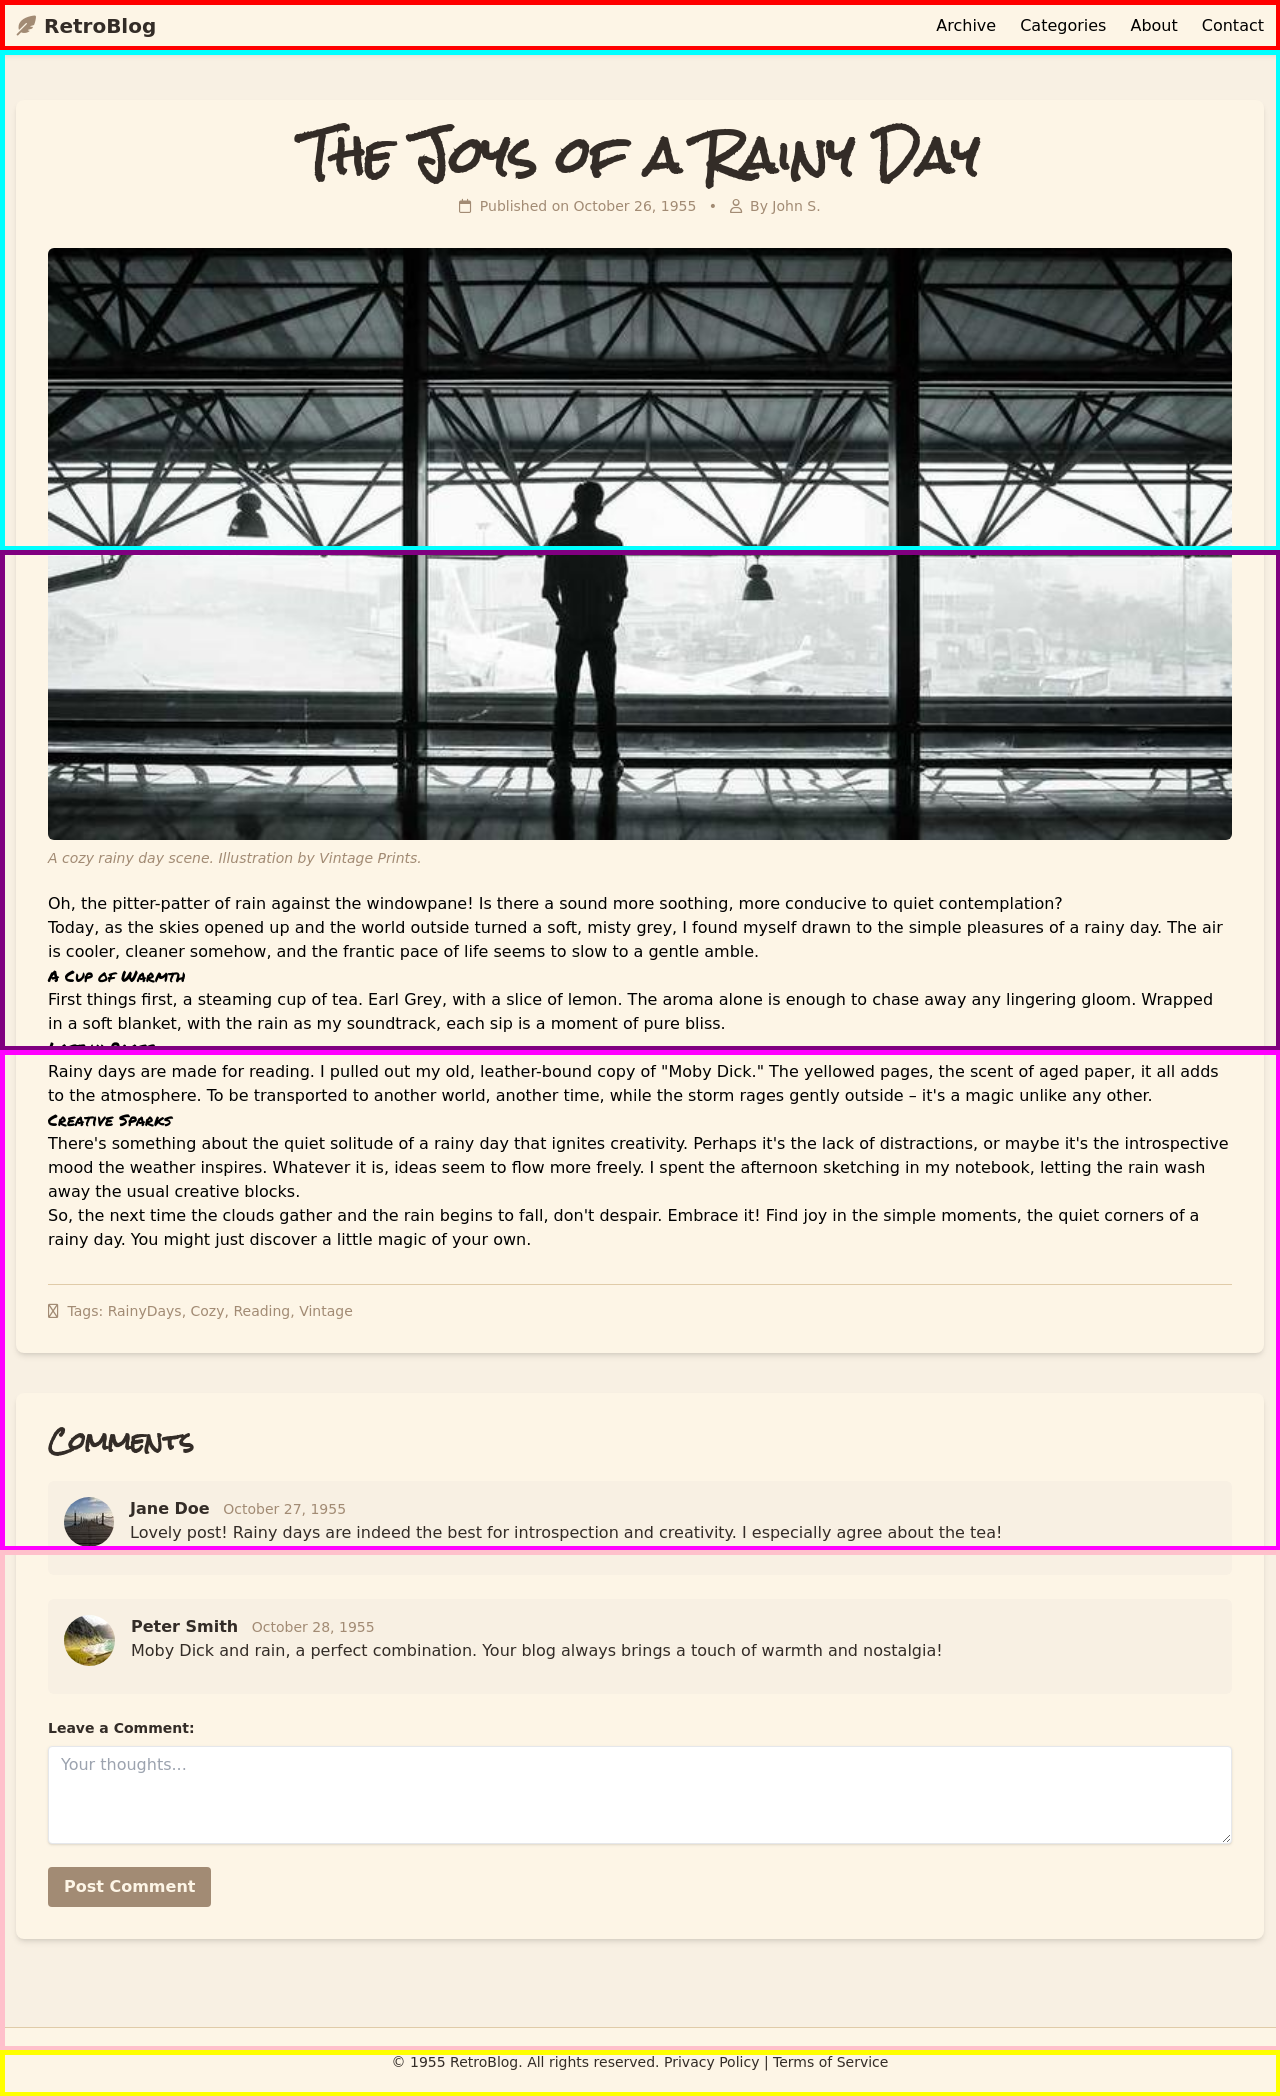 RetroBlog
Archive
Categories
About
Contact
The Joys of a Rainy Day
Published on October 26, 1955 • By John S.
A cozy rainy day scene. Illustration by Vintage Prints.
Oh, the pitter-patter of rain against the windowpane! Is there a sound more soothing, more conducive to quiet contemplation?
Today, as the skies opened up and the world outside turned a soft, misty grey, I found myself drawn to the simple pleasures of a rainy day. The air
is cooler, cleaner somehow, and the frantic pace of life seems to slow to a gentle amble.
A Cup of Warmth
First things first, a steaming cup of tea. Earl Grey, with a slice of lemon. The aroma alone is enough to chase away any lingering gloom. Wrapped
in a soft blanket, with the rain as my soundtrack, each sip is a moment of pure bliss.
Rainy days are made for reading. I pulled out my old, leather-bound copy of "Moby Dick." The yellowed pages, the scent of aged paper, it all adds
to the atmosphere. To be transported to another world, another time, while the storm rages gently outside – it's a magic unlike any other.
Creative Sparks
There's something about the quiet solitude of a rainy day that ignites creativity. Perhaps it's the lack of distractions, or maybe it's the introspective
mood the weather inspires. Whatever it is, ideas seem to flow more freely. I spent the afternoon sketching in my notebook, letting the rain wash
away the usual creative blocks.
So, the next time the clouds gather and the rain begins to fall, don't despair. Embrace it! Find joy in the simple moments, the quiet corners of a
rainy day. You might just discover a little magic of your own.
Tags: RainyDays, Cozy, Reading, Vintage
Comments
Jane Doe October 27, 1955
Lovely post! Rainy days are indeed the best for introspection and creativity. I especially agree about the tea!
Peter Smith October 28, 1955
Moby Dick and rain, a perfect combination. Your blog always brings a touch of warmth and nostalgia!
Leave a Comment:
Your thoughts...
Post Comment
© 1955 RetroBlog. All rights reserved. Privacy Policy | Terms of Service